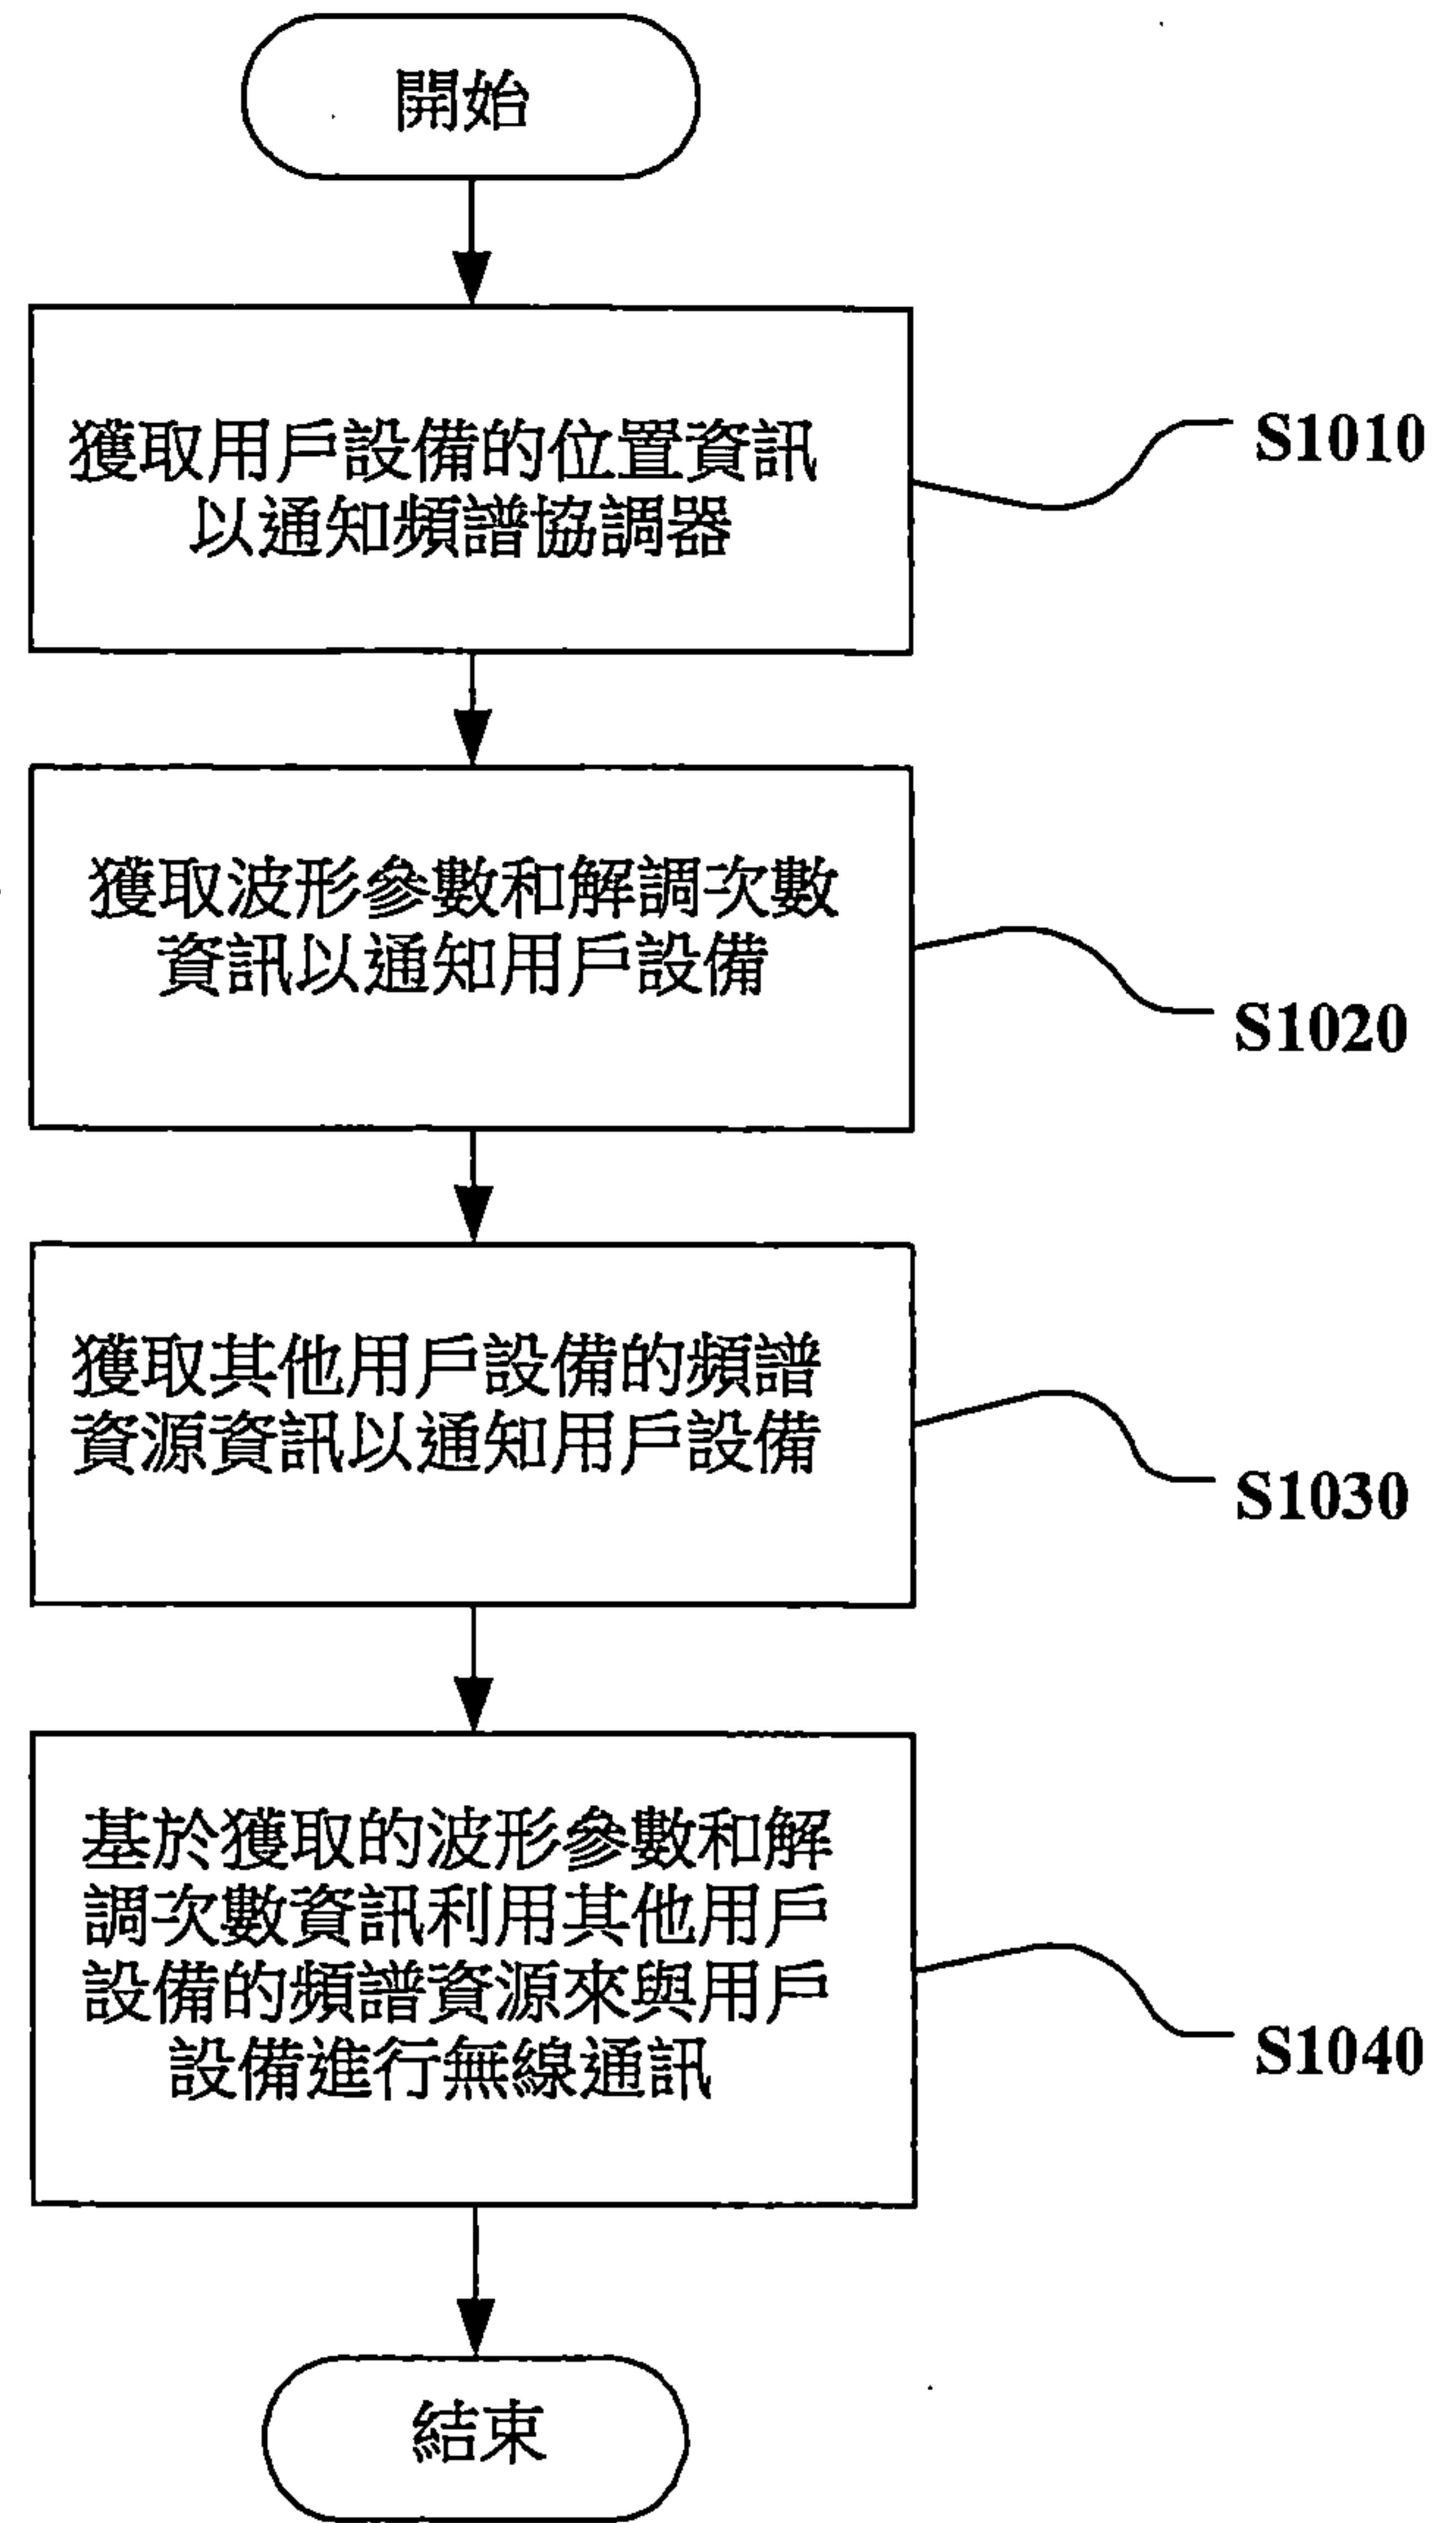 開始
獲取用戶設備的位置資訊
以通知頻譜協調器
S1010
獲取波形參數和解調次數
資訊以通知用戶設備
S1020
獲取其他用戶設備的頻譜
資源資訊以通知用戶設備
S1030
基於獲取的波形參數和解
調次數資訊利用其他用戶
設備的頻譜資源來與用戶
設備進行無線通訊
S1040
結束